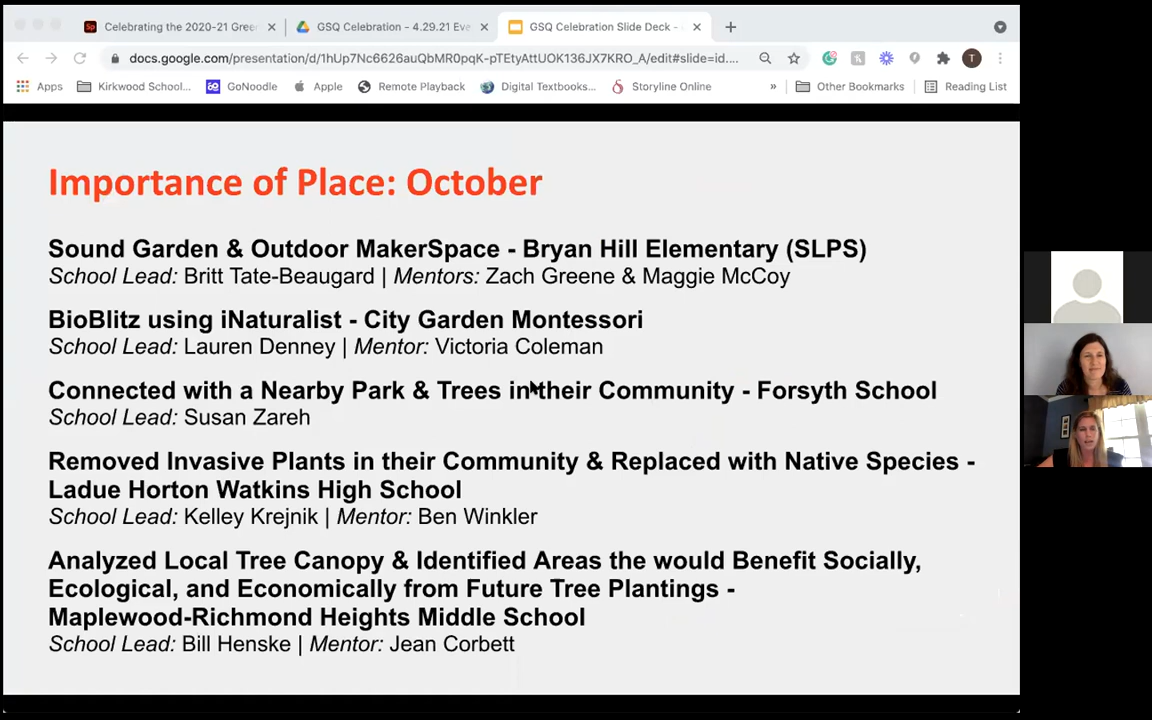 Celebrating the 2020-21 Gree
GSQ Celebration - 4.29.21 Eve
GSQ Celebration Slide Deck -
docs.google.com/presentation/d/1hUp7Nc6626auQbMR0pqK-pTEtyAttUOK136JX7KRO_A/edit#slide=id....
T
Apps
Kirkwood School...
GoNoodle
Apple
Remote Playback
Digital Textbooks...
Storyline Online
»
Other Bookmarks
Reading List
Importance of Place: October
Sound Garden & Outdoor MakerSpace - Bryan Hill Elementary (SLPS)
School Lead: Britt Tate-Beaugard | Mentors: Zach Greene & Maggie McCoy
BioBlitz using iNaturalist - City Garden Montessori
School Lead: Lauren Denney | Mentor: Victoria Coleman
Connected with a Nearby Park & Trees in their Community - Forsyth School
School Lead: Susan Zareh
Removed Invasive Plants in their Community & Replaced with Native Species -
Ladue Horton Watkins High School
School Lead: Kelley Krejnik | Mentor: Ben Winkler
Analyzed Local Tree Canopy & Identified Areas the would Benefit Socially,
Ecological, and Economically from Future Tree Plantings -
Maplewood-Richmond Heights Middle School
School Lead: Bill Henske | Mentor: Jean Corbett